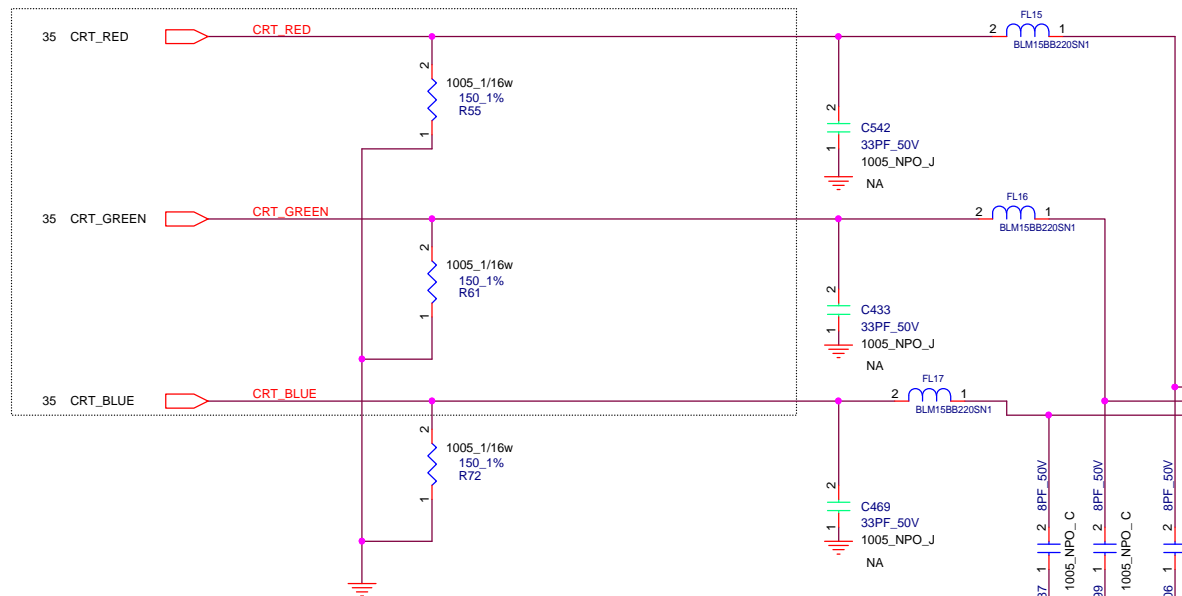 35 CRT_RED
CRT_RED
2
FL15
1
BLM15BB220SN1
2
1005_1/16w
150_1%
R55
1
2
C542
33PF_50V
1
1005_NPO_J
NA
35 CRT_GREEN
CRT_GREEN
2
FL16
1
BLM15BB220SN1
2
1005_1/16w
150_1%
R61
1
2
C433
33PF_50V
1
1005_NPO_J
NA
35 CRT_BLUE
CRT_BLUE
2
FL17
1
BLM15BB220SN1
2
1005_1/16w
150_1%
R72
1
2
C469
33PF_50V
1
1005_NPO_J
NA
8PF_50V
2
1
1005_NPO_ C
8PF_50V
2
1
1005_NPO_ C
8PF_50V
2
1